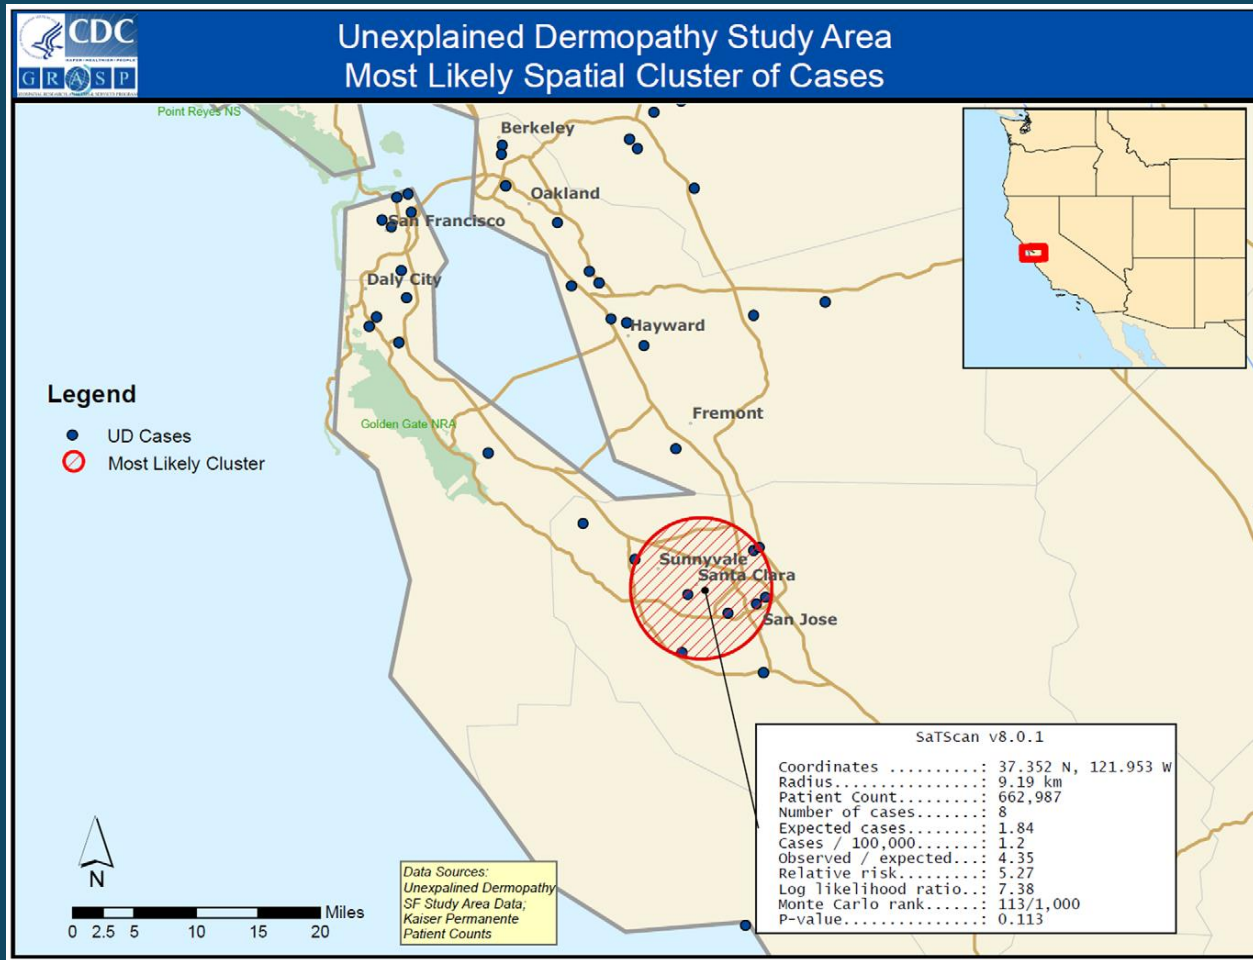 CDC
GRASP
Unexplained Dermopathy Study Area
Most Likely Spatial Cluster of Cases
Point Reyes NS
Berkeley
Oakland
San Francisco
Daly City
Hayward
Legend
UD Cases
Most Likely Cluster
Golden Gate NRA
Fremont
Sunnyvale
Santa Clara
San Jose
SaTScan v8.0.1
Coordinates ..........: 37.352 N, 121.953 W
Radius................: 9.19 km
Patient Count.........: 662,987
Number of cases.......: 8
Expected cases........: 1.84
Cases / 100,000.......: 1.2
Observed / expected...: 4.35
Relative risk.........: 5.27
Log likelihood ratio..: 7.38
Monte Carlo rank......: 113/1,000
P-value...............: 0.113
N
Miles
0 2.5 5 10 15 20
Data Sources:
Unexpalined Dermopathy
SF Study Area Data;
Kaiser Permanente
Patient Counts